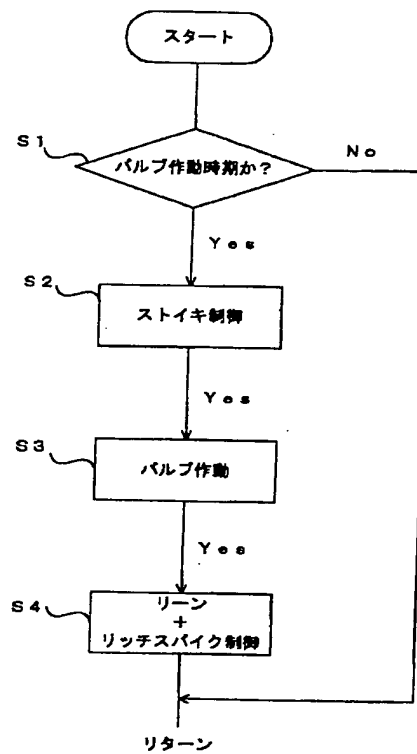 スタート
S1
バルブ作動時期か？
No
Yes
S2
ストイキ制御
Yes
S3
バルブ作動
Yes
S4
リーン
+
リッチスパイク制御
リターン